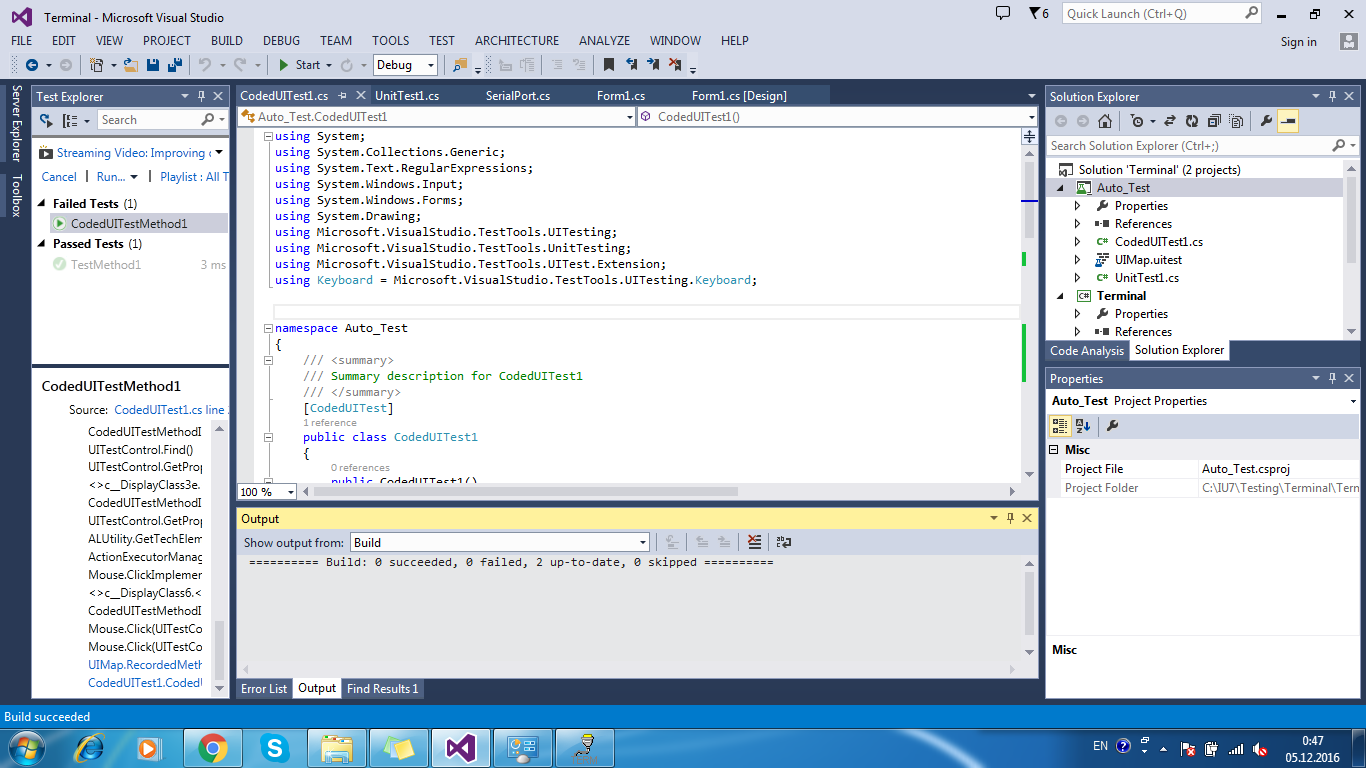 Terminal - Microsoft Visual Studio
6
Quick Launch (Ctrl+Q)
FILE EDIT VIEW PROJECT BUILD DEBUG TEAM TOOLS TEST ARCHITECTURE ANALYZE WINDOW HELP
Sign in
Start
Debug
Server Explorer
Toolbox
Test Explorer
Search
Streaming Video: Improving
Cancel Run... Playlist : All T
Failed Tests (1)
CodedUITestMethod1
Passed Tests (1)
TestMethod1 3 ms
CodedUITestMethod1
Source: CodedUITest1.cs line
CodedUITestMethodI
UITestControl.Find()
UITestControl.GetProp
<>c__DisplayClass3e.
CodedUITestMethodI
UITestControl.GetProp
ALUtility.GetTechElem
ActionExecutorManag
Mouse.ClickImplemer
<>c__DisplayClass6.<
CodedUITestMethodI
Mouse.Click(UITestCo
Mouse.Click(UITestCo
UIMap.RecordedMeth
CodedUITest1.CodedU
CodedUITest1.cs UnitTest1.cs SerialPort.cs Form1.cs Form1.cs [Design]
Auto_Test.CodedUITest1 CodedUITest1()
using System;
using System.Collections.Generic;
using System.Text.RegularExpressions;
using System.Windows.Input;
using System.Windows.Forms;
using System.Drawing;
using Microsoft.VisualStudio.TestTools.UITesting;
using Microsoft.VisualStudio.TestTools.UnitTesting;
using Microsoft.VisualStudio.TestTools.UITest.Extension;
using Keyboard = Microsoft.VisualStudio.TestTools.UITesting.Keyboard;
namespace Auto_Test
{
/// <summary>
/// Summary description for CodedUITest1
/// </summary>
[CodedUITest]
1 reference
public class CodedUITest1
{
0 references
public CodedUITest1()
100 %
Output
Show output from: Build
========== Build: 0 succeeded, 0 failed, 2 up-to-date, 0 skipped ==========
Error List Output Find Results 1
Solution Explorer
Search Solution Explorer (Ctrl+;)
Solution 'Terminal' (2 projects)
Auto_Test
Properties
References
C# CodedUITest1.cs
UIMap.uitest
C# UnitTest1.cs
C# Terminal
Properties
References
Code Analysis Solution Explorer
Properties
Auto_Test Project Properties
Misc
Project File Auto_Test.csproj
Project Folder C:\IU7\Testing\Terminal\Tern
Misc
Build succeeded
EN
0:47
05.12.2016